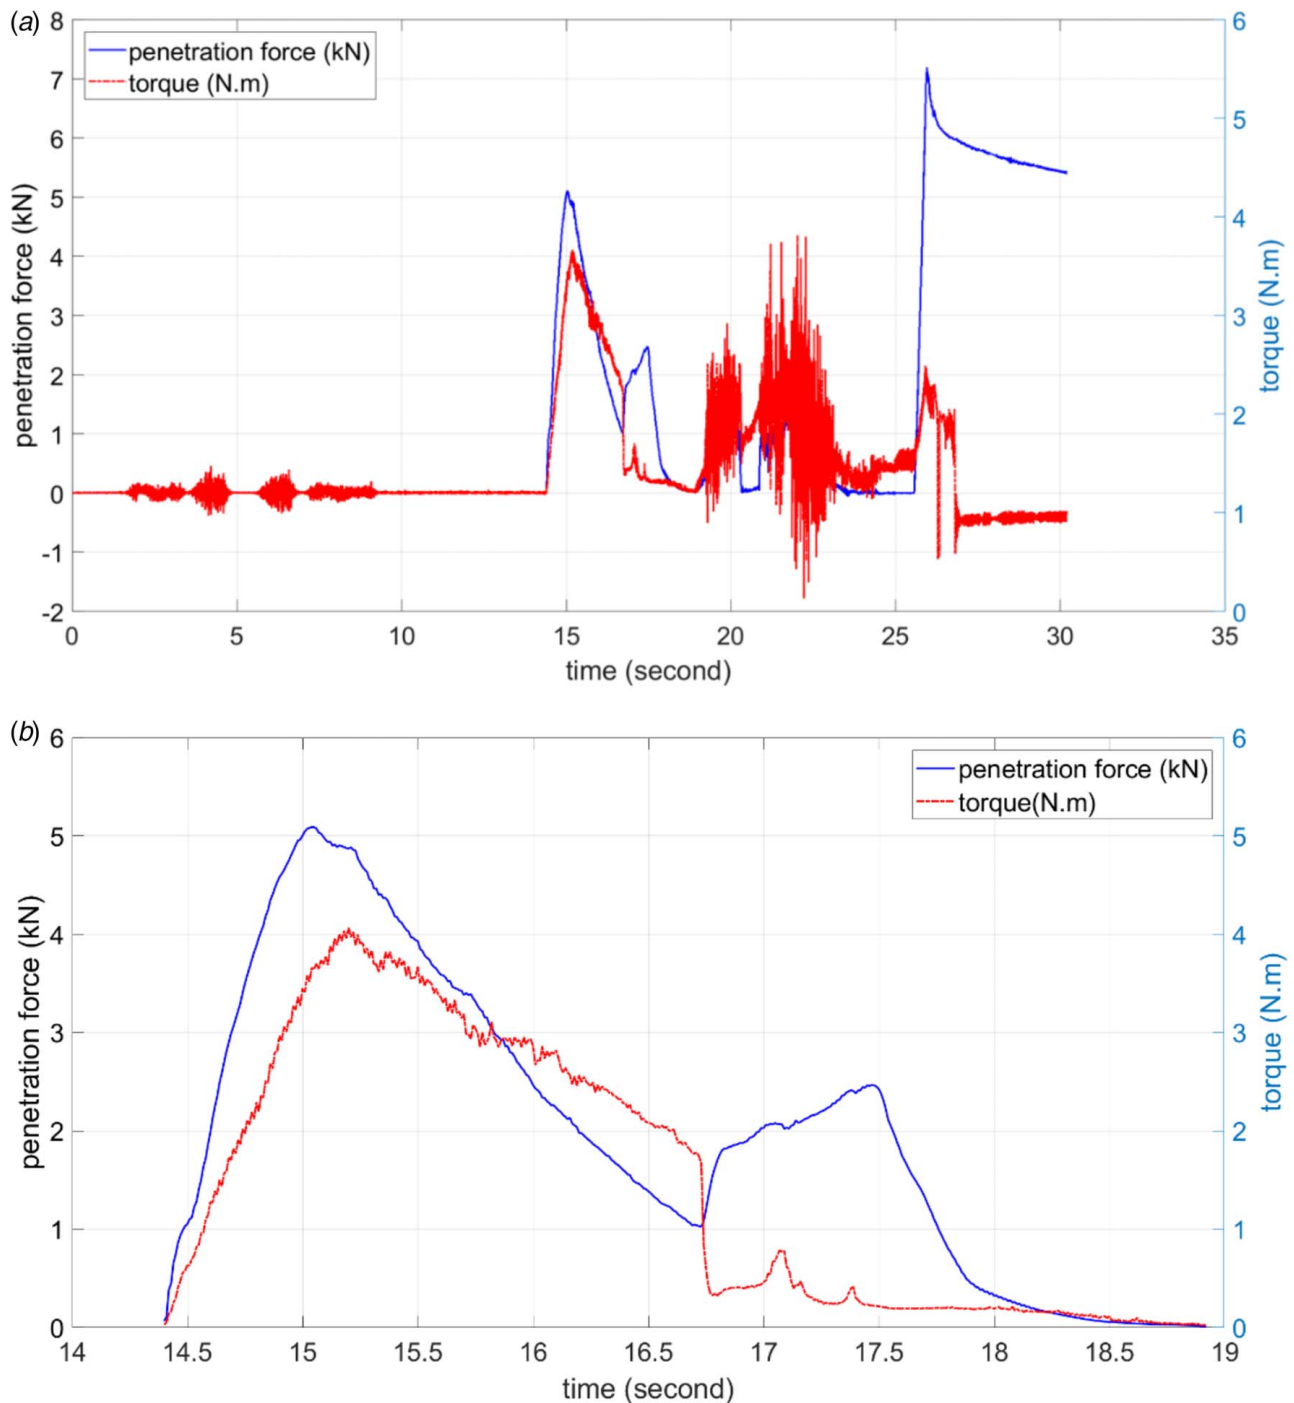 (a)
penetration force (kN)
torque (N.m)
8
7
6
5
4
3
2
1
0
-1
-2
6
5
4
3
2
1
0
penetration force (kN)
torque (N.m)
0 5 10 15 20 25 30 35
time (second)
(b)
penetration force (kN)
torque(N.m)
6
5
4
3
2
1
0
6
5
4
3
2
1
0
penetration force (kN)
torque (N.m)
14 14.5 15 15.5 16 16.5 17 17.5 18 18.5 19
time (second)